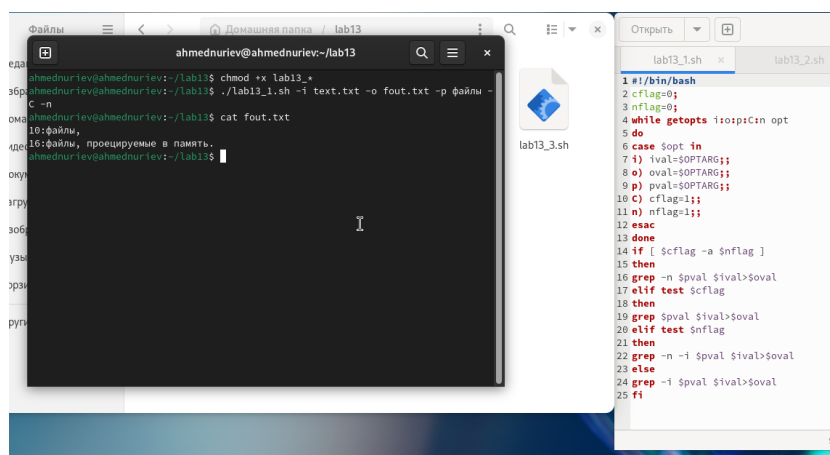 Файлы
Домашняя папка / lab13
Открыть
ahmednuriev@ahmednuriev:~/lab13
ahmednuriev@ahmednuriev:~/lab13$ chmod +x lab13_*
ahmednuriev@ahmednuriev:~/lab13$ ./lab13_1.sh -i text.txt -o fout.txt -p файлы -
C -n
ahmednuriev@ahmednuriev:~/lab13$ cat fout.txt
10:файлы,
16:файлы, проецируемые в память.
ahmednuriev@ahmednuriev:~/lab13$
lab13_3.sh
lab13_1.sh
lab13_2.sh
1 #!/bin/bash
2 cflag=0;
3 nflag=0;
4 while getopts i:o:p:C:n opt
5 do
6 case $opt in
7 i) ival=$OPTARG;;
8 o) oval=$OPTARG;;
9 p) pval=$OPTARG;;
10 C) cflag=1;;
11 n) nflag=1;;
12 esac
13 done
14 if [ $cflag -a $nflag ]
15 then
16 grep -n $pval $ival>$oval
17 elif test $cflag
18 then
19 grep $pval $ival>$oval
20 elif test $nflag
21 then
22 grep -n -i $pval $ival>$oval
23 else
24 grep -i $pval $ival>$oval
25 fi